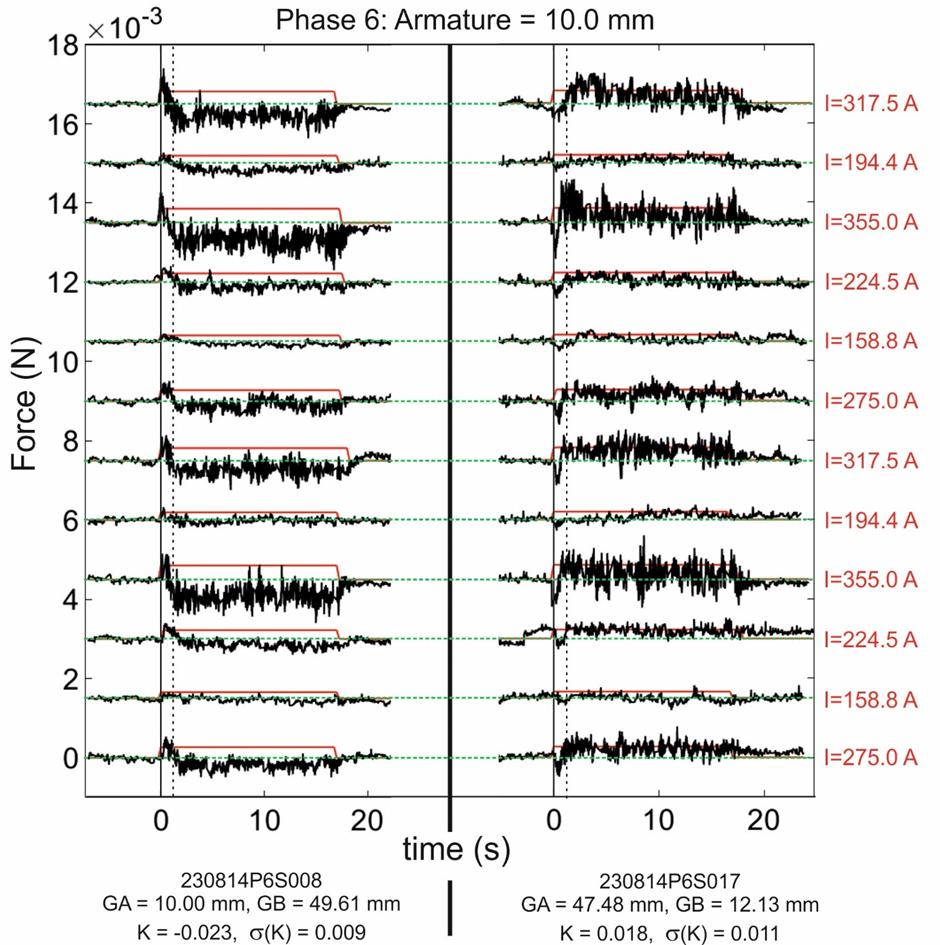 Phase 6: Armature = 10.0 mm
×10⁻³
18
16
14
12
10
8
6
4
2
0
Force (N)
I=317.5 A
I=194.4 A
I=355.0 A
I=224.5 A
I=158.8 A
I=275.0 A
I=317.5 A
I=194.4 A
I=355.0 A
I=224.5 A
I=158.8 A
I=275.0 A
0 10 20 0 10 20
time (s)
230814P6S008
GA = 10.00 mm, GB = 49.61 mm
K = -0.023, σ(K) = 0.009
230814P6S017
GA = 47.48 mm, GB = 12.13 mm
K = 0.018, σ(K) = 0.011